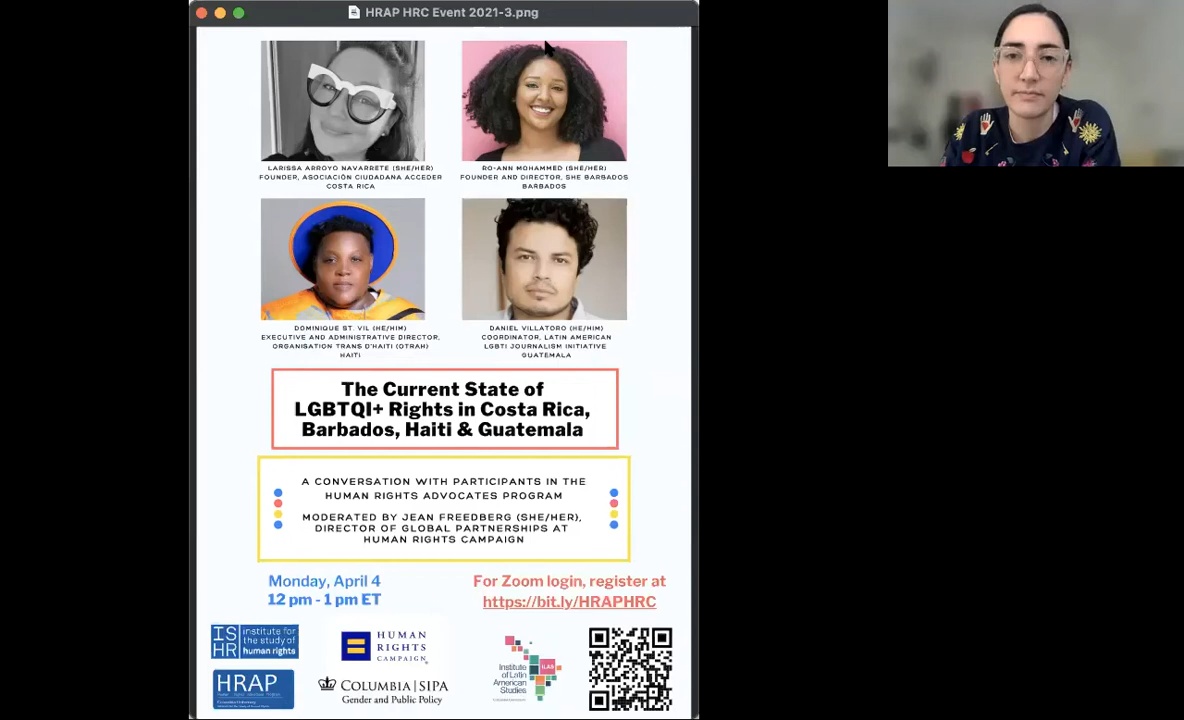 HRAP HRC Event 2021-3.png
LARISSA ARROYO NAVARRETE (SHE/HER)
FOUNDER, ASOCIACIÓN CIUDADANA ACCEDER
COSTA RICA
RO-ANN MOHAMMED (SHE/HER)
FOUNDER AND DIRECTOR, SHE BARBADOS
BARBADOS
DOMINIQUE ST. VIL (HE/HIM)
EXECUTIVE AND ADMINISTRATIVE DIRECTOR,
ORGANISATION TRANS D'HAITI (OTRAH)
HAITI
DANIEL VILLATORO (HE/HIM)
COORDINATOR, LATIN AMERICAN
LGBTI JOURNALISM INITIATIVE
GUATEMALA
The Current State of
LGBTQI+ Rights in Costa Rica,
Barbados, Haiti & Guatemala
A CONVERSATION WITH PARTICIPANTS IN THE
HUMAN RIGHTS ADVOCATES PROGRAM
MODERATED BY JEAN FREEDBERG (SHE/HER),
DIRECTOR OF GLOBAL PARTNERSHIPS AT
HUMAN RIGHTS CAMPAIGN
Monday, April 4
12 pm - 1 pm ET
For Zoom login, register at
https://bit.ly/HRAPHRC
IS
HR
institute for
the study of
human rights
HRAP
HUMAN
RIGHTS
CAMPAIGN
COLUMBIA | SIPA
Gender and Public Policy
ILAS
Institute
of Latin
American
Studies